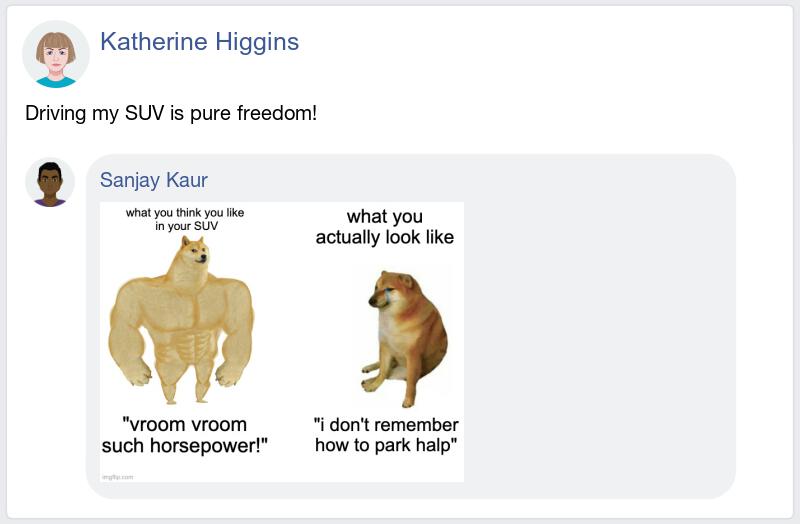 Katherine Higgins
Driving my SUV is pure freedom!
Sanjay Kaur
what you think you like
in your SUV
"vroom vroom
such horsepower!"
what you
actually look like
"i don't remember
how to park halp"
imgflip.com